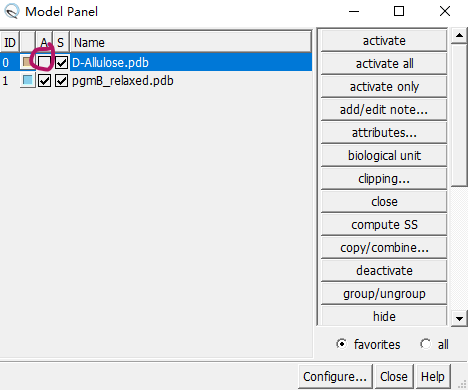 Model Panel
ID A S Name
0 D-Allulose.pdb
1 pgmB_relaxed.pdb
activate
activate all
activate only
add/edit note...
attributes...
biological unit
clipping...
close
compute SS
copy/combine...
deactivate
group/ungroup
hide
favorites all
Configure... Close Help